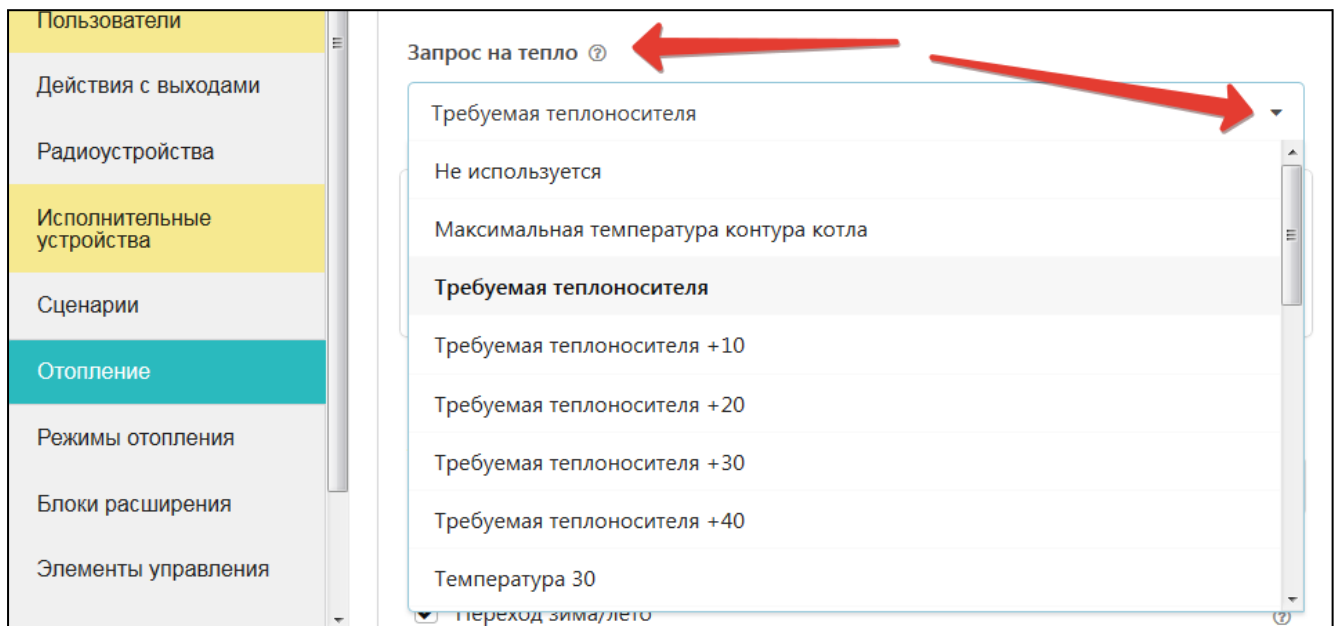 Пользователи
Действия с выходами
Радиоустройства
Исполнительные
устройства
Сценарии
Отопление
Режимы отопления
Блоки расширения
Элементы управления
Запрос на тепло
Требуемая теплоносителя
Не используется
Максимальная температура контура котла
Требуемая теплоносителя
Требуемая теплоносителя +10
Требуемая теплоносителя +20
Требуемая теплоносителя +30
Требуемая теплоносителя +40
Температура 30
Переход зима/лето